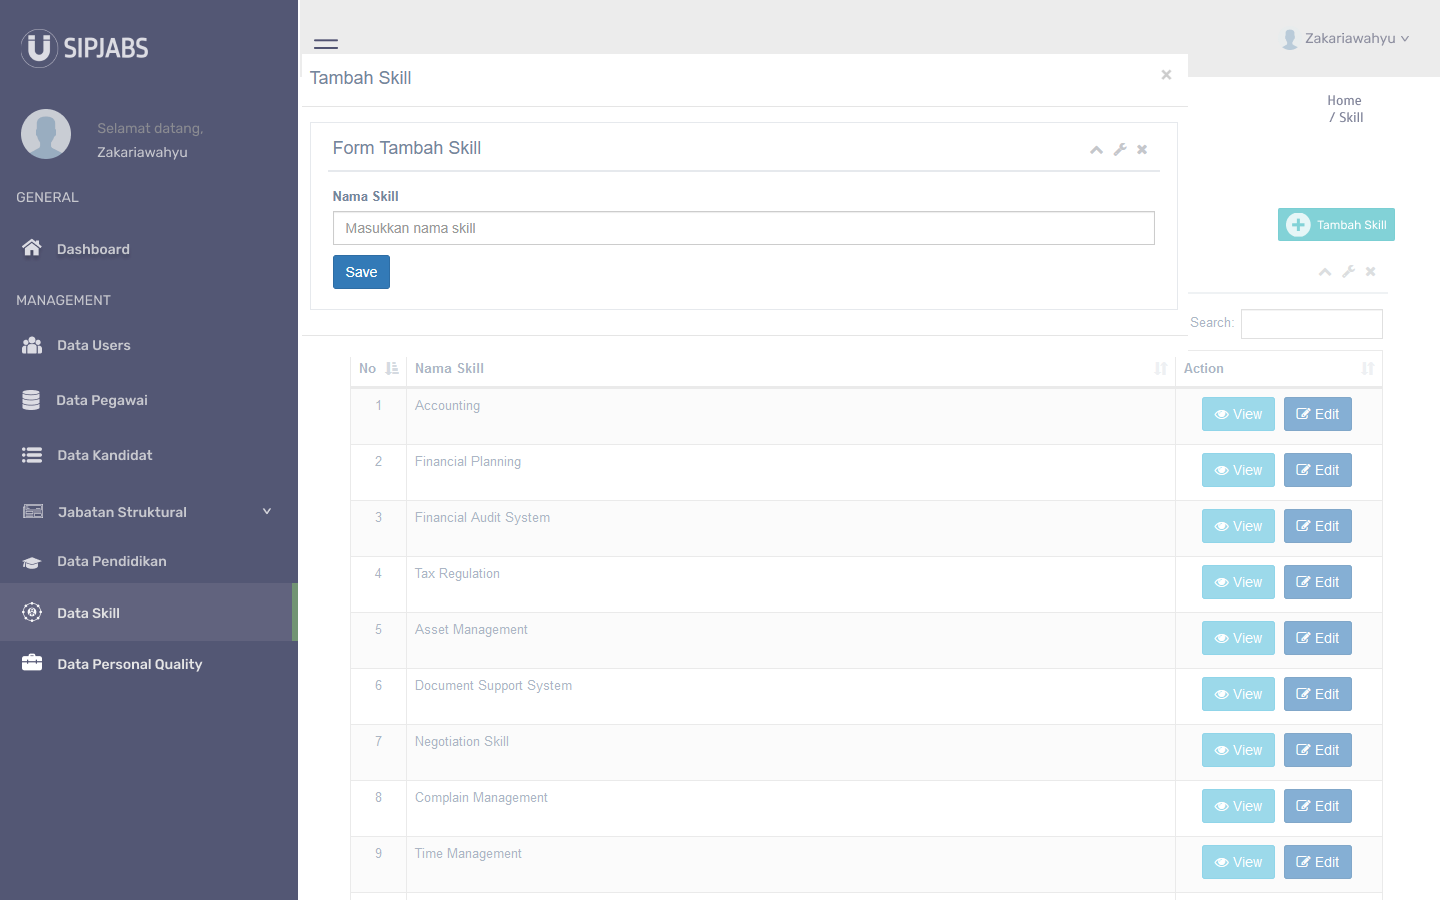 SIPJABS
Selamat datang,
Zakariawahyu
GENERAL
Dashboard
MANAGEMENT
Data Users
Data Pegawai
Data Kandidat
Jabatan Struktural
Data Pendidikan
Data Skill
Data Personal Quality
Zakariawahyu
Tambah Skill
Home
/ Skill
Form Tambah Skill
Nama Skill
Masukkan nama skill
Save
Tambah Skill
Search:
No Nama Skill Action
1 Accounting View Edit
2 Financial Planning View Edit
3 Financial Audit System View Edit
4 Tax Regulation View Edit
5 Asset Management View Edit
6 Document Support System View Edit
7 Negotiation Skill View Edit
8 Complain Management View Edit
9 Time Management View Edit